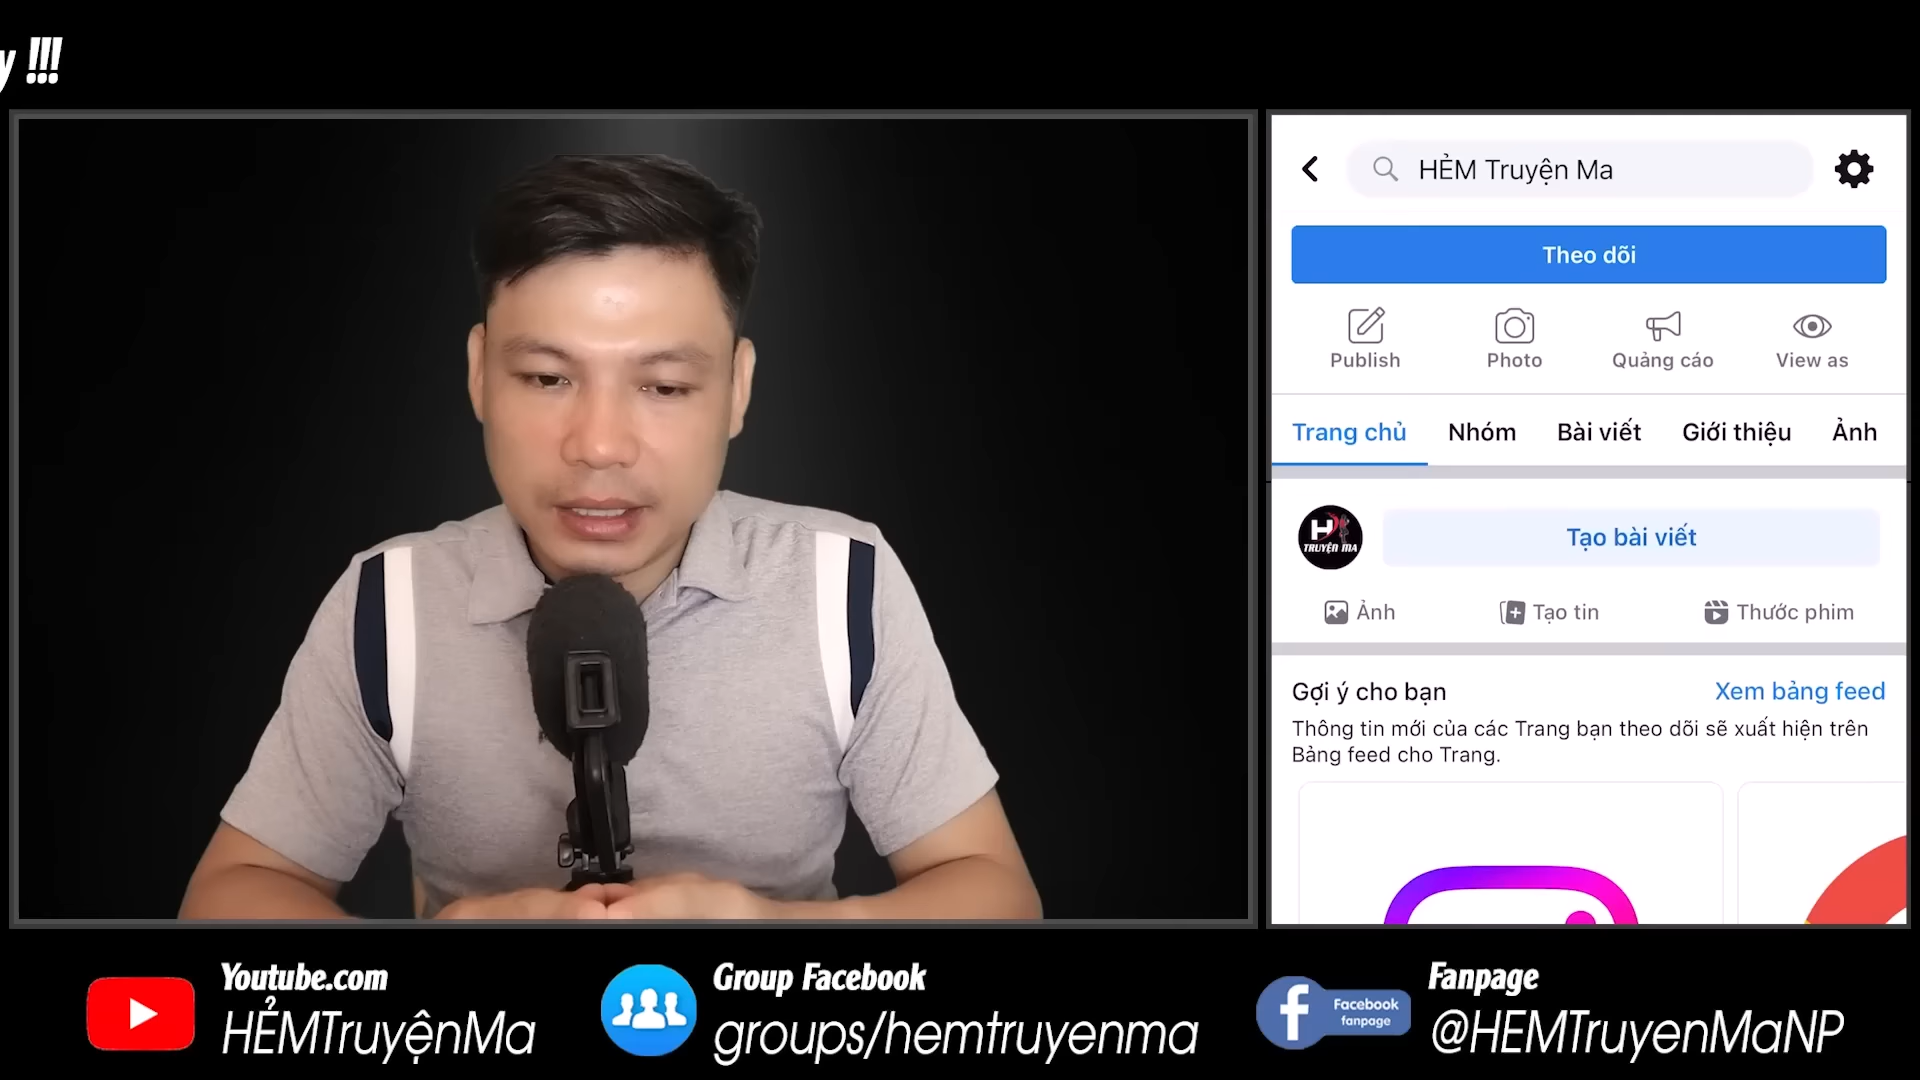 y !!!
HẺM Truyện Ma
Theo dõi
Publish
Photo
Quảng cáo
View as
Trang chủ
Nhóm
Bài viết
Giới thiệu
Ảnh
H
TRUYỆN MA
Tạo bài viết
Ảnh
Tạo tin
Thước phim
Gợi ý cho bạn
Xem bảng feed
Thông tin mới của các Trang bạn theo dõi sẽ xuất hiện trên
Bảng feed cho Trang.
Youtube.com
HẺMTruyệnMa
Group Facebook
groups/hemtruyenma
Facebook
fanpage
Fanpage
@HEMTruyenMaNP